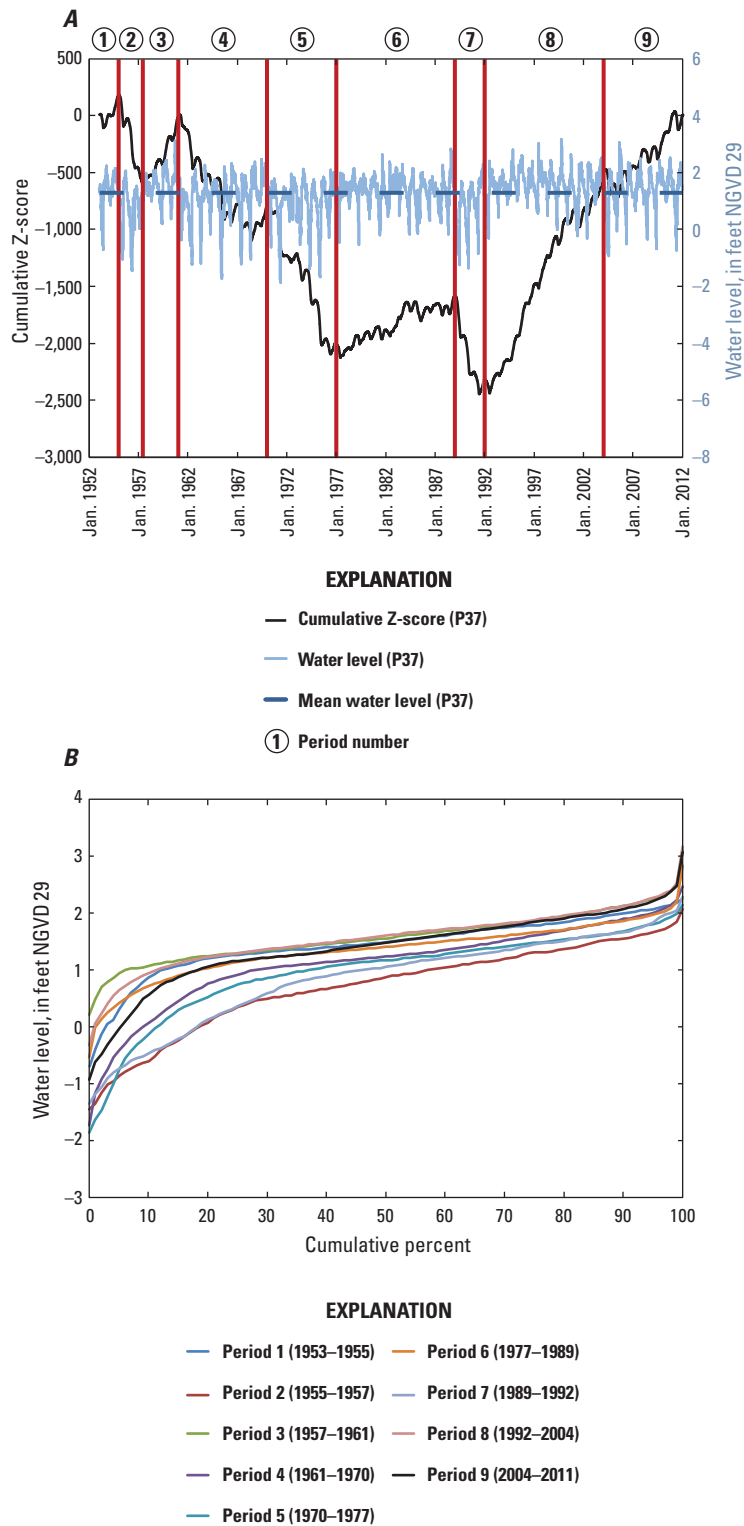 A
1 2 3 4 5 6 7 8 9
500
0
−500
−1,000
−1,500
−2,000
−2,500
−3,000
Cumulative Z-score
6
4
2
0
−2
−4
−6
−8
Water level, in feet NGVD 29
Jan. 1952
Jan. 1957
Jan. 1962
Jan. 1967
Jan. 1972
Jan. 1977
Jan. 1982
Jan. 1987
Jan. 1992
Jan. 1997
Jan. 2002
Jan. 2007
Jan. 2012
EXPLANATION
Cumulative Z-score (P37)
Water level (P37)
Mean water level (P37)
1 Period number
B
4
3
2
1
0
−1
−2
−3
Water level, in feet NGVD 29
0 10 20 30 40 50 60 70 80 90 100
Cumulative percent
EXPLANATION
Period 1 (1953–1955)
Period 2 (1955–1957)
Period 3 (1957–1961)
Period 4 (1961–1970)
Period 5 (1970–1977)
Period 6 (1977–1989)
Period 7 (1989–1992)
Period 8 (1992–2004)
Period 9 (2004–2011)